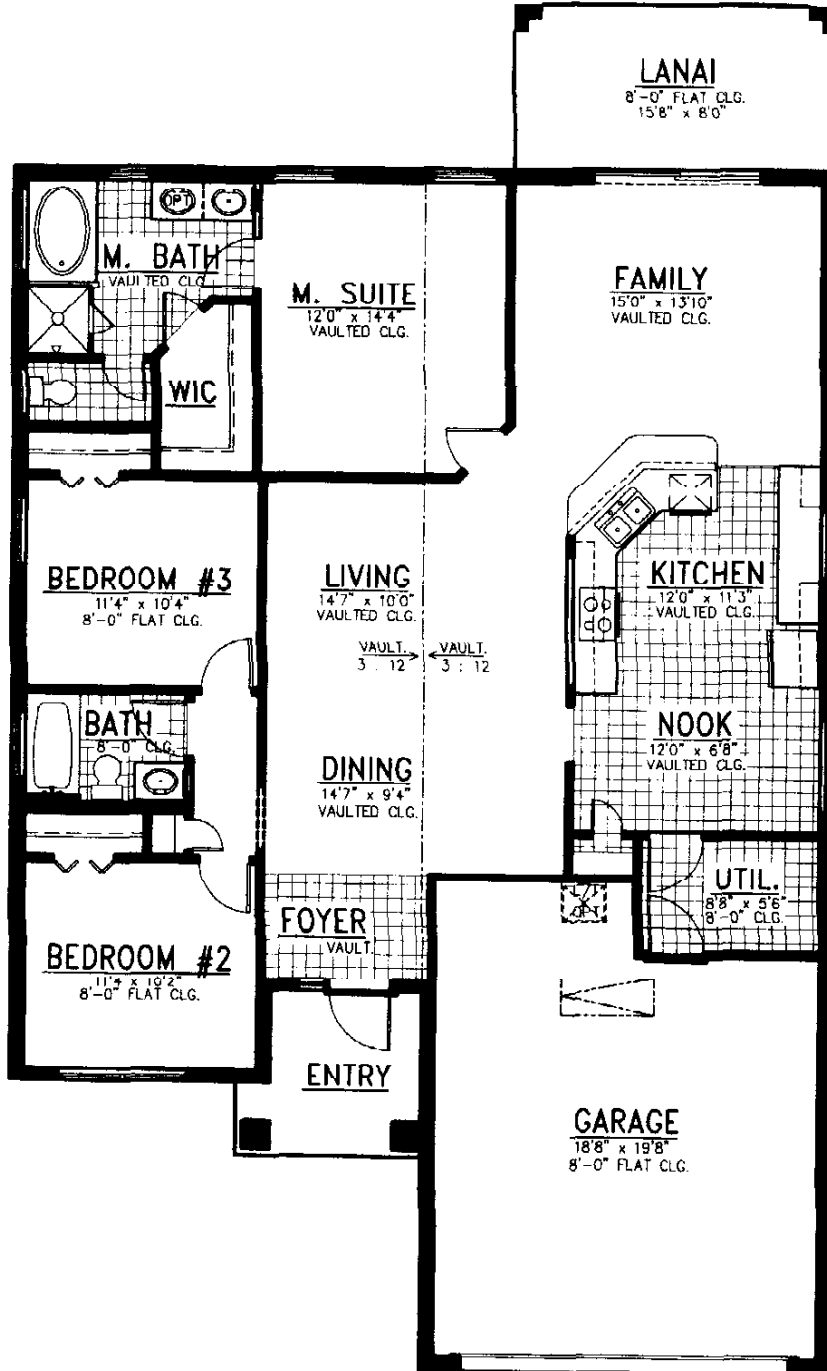 LANAI
8'-0" FLAT CLG.
15'8" x 8'0"
OPT
M. BATH
VAULTED CLG
M. SUITE
12'0" x 14'4"
VAULTED CLG.
FAMILY
15'0" x 13'10"
VAULTED CLG.
WIC
BEDROOM #3
11'4" x 10'4"
8'-0" FLAT CLG.
LIVING
14'7" x 10'0"
VAULTED CLG.
KITCHEN
12'0" x 11'3"
VAULTED CLG.
VAULT. VAULT.
3 : 12 3 : 12
BATH
8'-0" CLG.
NOOK
12'0" x 6'8"
VAULTED CLG.
DINING
14'7" x 9'4"
VAULTED CLG.
UTIL.
8'8" x 5'6"
8'-0" CLG.
OPT
FOYER
VAULT.
BEDROOM #2
11'4 x 10'2"
8'-0" FLAT CLG.
ENTRY
GARAGE
18'8" x 19'8"
8'-0" FLAT CLG.